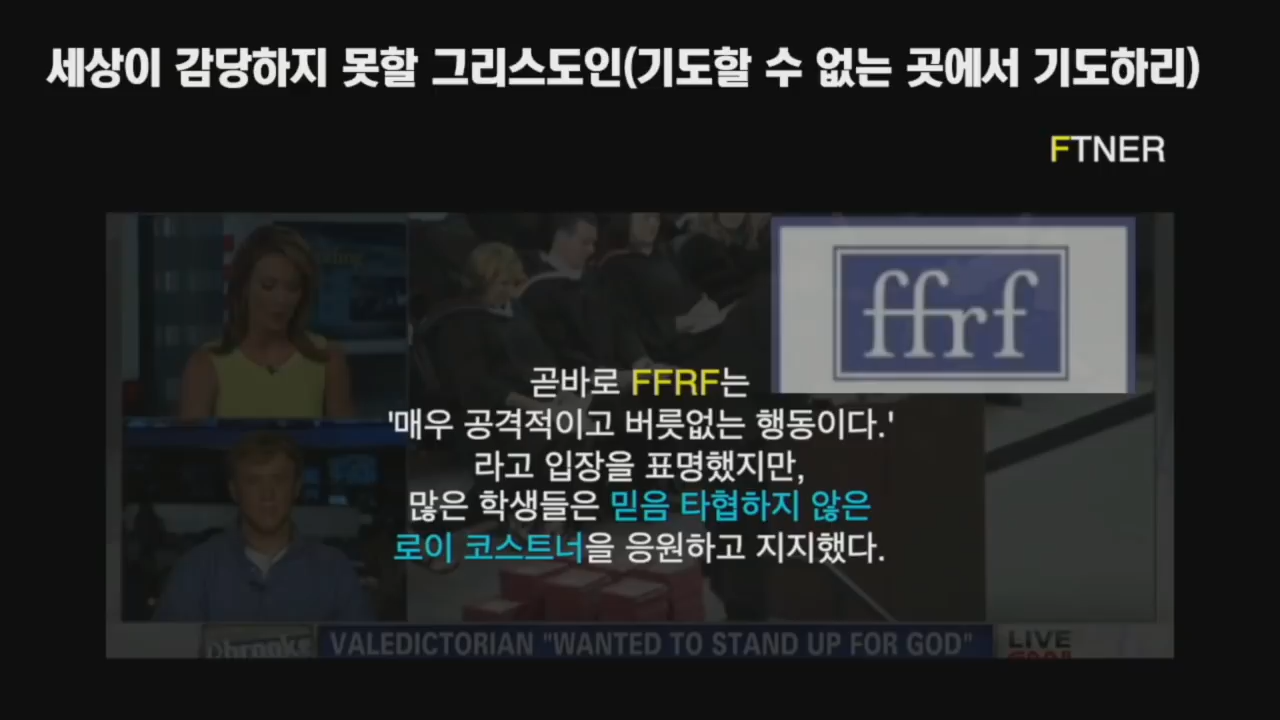 세상이 감당하지 못할 그리스도인(기도할 수 없는 곳에서 기도하리)
FTNER
ffrf
곧바로 FFRF는
'매우 공격적이고 버릇없는 행동이다.'
라고 입장을 표명했지만,
많은 학생들은 믿음 타협하지 않은
로이 코스트너을 응원하고 지지했다.
@brooke
VALEDICTORIAN "WANTED TO STAND UP FOR GOD"
LIVE